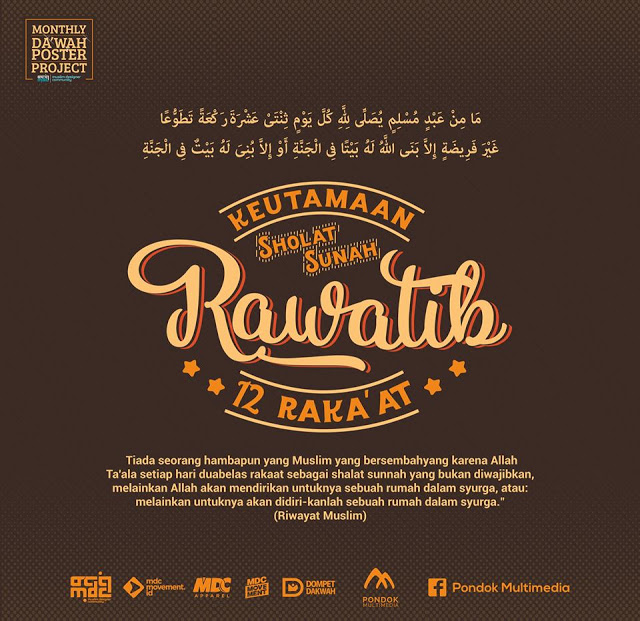 MONTHLY
DA'WAH
POSTER
PROJECT
muslim designer
community
مَا مِنْ عَبْدٍ مُسْلِمٍ يُصَلِّى لِلَّهِ كُلَّ يَوْمٍ ثِنْتَىْ عَشْرَةَ رَكْعَةً تَطَوُّعًا
غَيْرَ فَرِيضَةٍ إِلاَّ بَنَى اللَّهُ لَهُ بَيْتًا فِى الْجَنَّةِ أَوْ إِلاَّ بُنِىَ لَهُ بَيْتٌ فِى الْجَنَّةِ
KEUTAMAAN
SHOLAT
SUNAH
Rawatib
12 RAKA'AT
Tiada seorang hambapun yang Muslim yang bersembahyang karena Allah
Ta'ala setiap hari duabelas rakaat sebagai shalat sunnah yang bukan diwajibkan,
melainkan Allah akan mendirikan untuknya sebuah rumah dalam syurga, atau:
melainkan untuknya akan didiri-kanlah sebuah rumah dalam syurga."
(Riwayat Muslim)
mdc
movement.
id
MDC
APPAREL
MDC
MOVE
MENT
DOMPET
DAKWAH
PONDOK
MULTIMEDIA
Pondok Multimedia